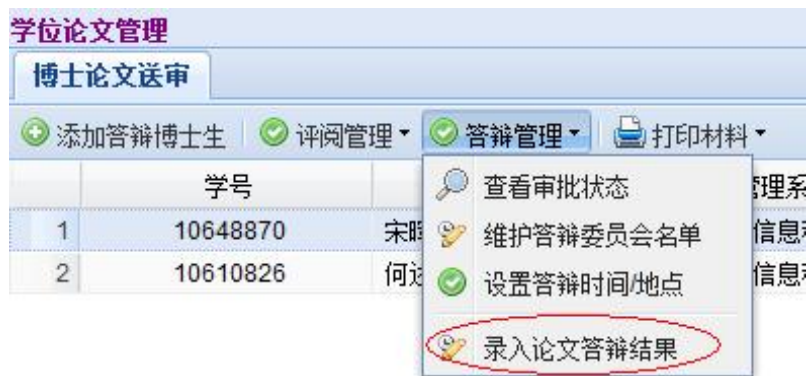 学位论文管理
博士论文送审
添加答辩博士生 评阅管理 答辩管理 打印材料
学号 管理系
查看审批状态
1 10648870 宋 信息
维护答辩委员会名单
2 10610826 何 信息
设置答辩时间/地点
录入论文答辩结果